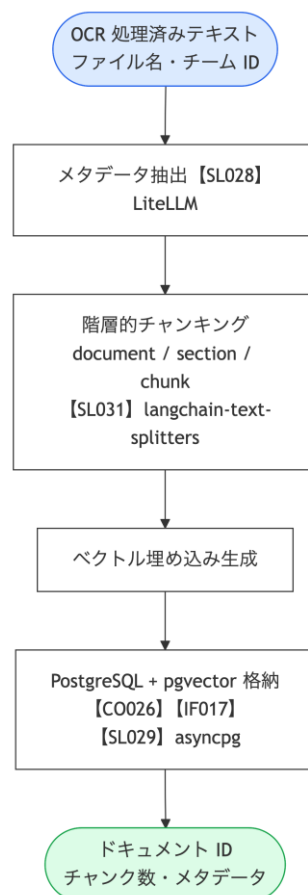 OCR 処理済みテキスト
ファイル名・チーム ID
メタデータ抽出【SL028】
LiteLLM
階層的チャンキング
document / section /
chunk
【SL031】langchain-text-
splitters
ベクトル埋め込み生成
PostgreSQL + pgvector 格納
【CO026】【IF017】
【SL029】asyncpg
ドキュメント ID
チャンク数・メタデータ